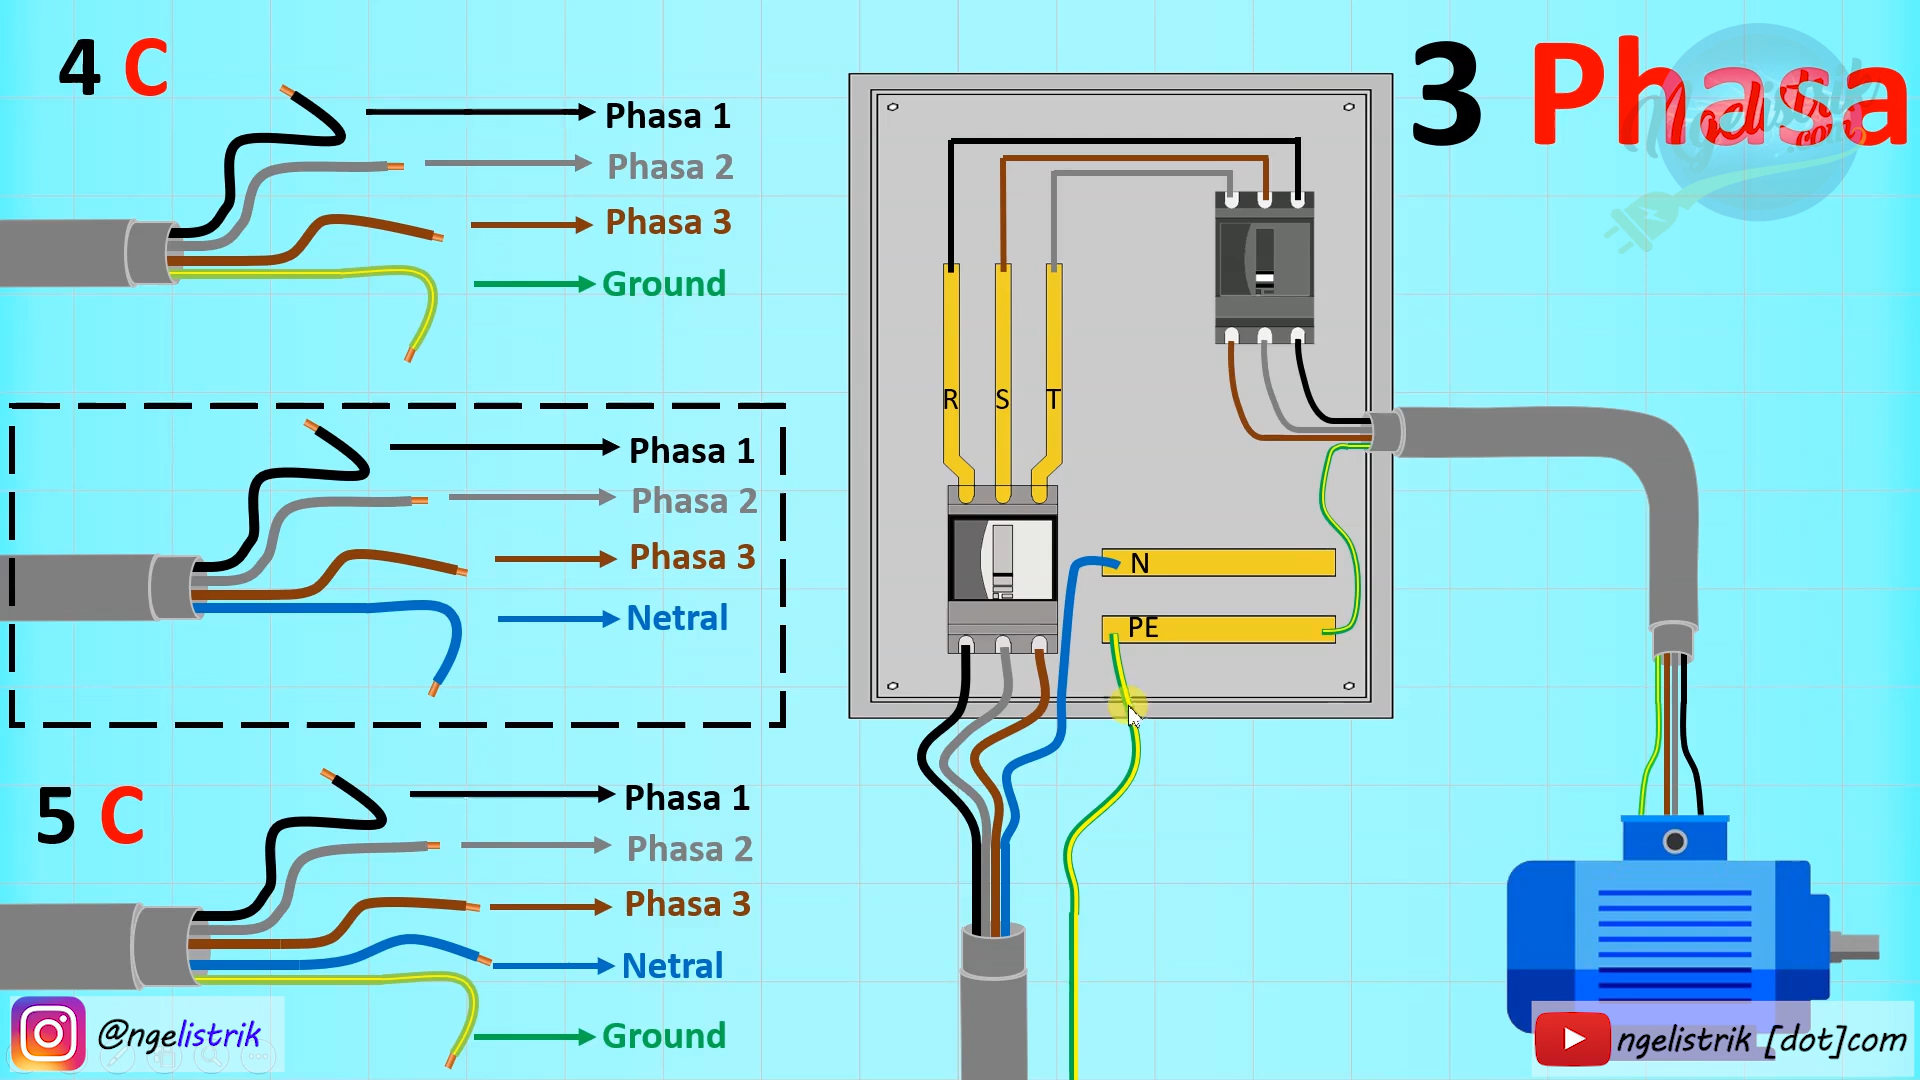 4 C
Phasa 1
Phasa 2
Phasa 3
Ground
Phasa 1
Phasa 2
Phasa 3
Netral
5 C
Phasa 1
Phasa 2
Phasa 3
Netral
Ground
@ngelistrik
3 Phasa
R S T
N
PE
ngelistrik [dot]com